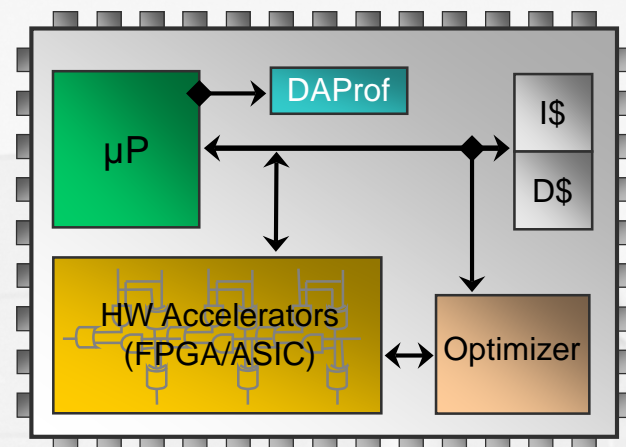 DAProf
µP
I$
D$
HW Accelerators
(FPGA/ASIC)
Optimizer